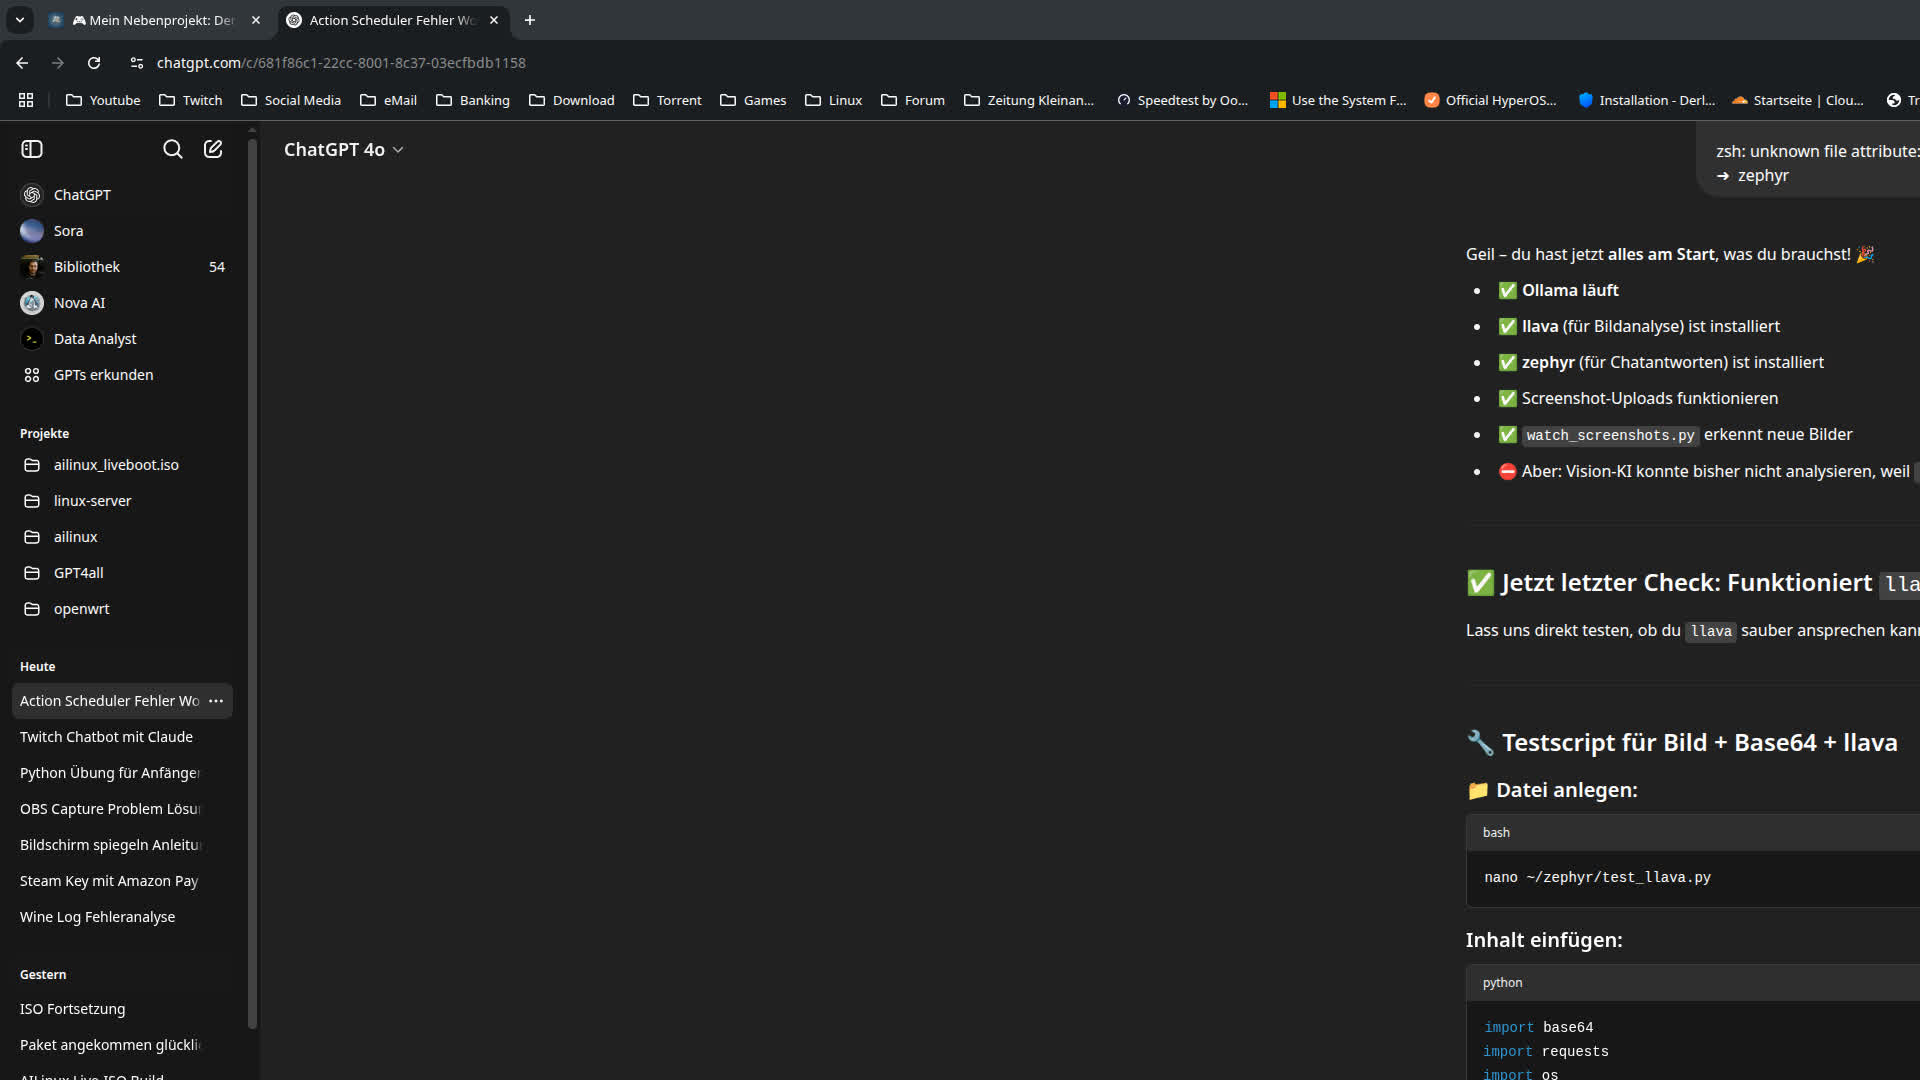 🎮 Mein Nebenprojekt: Der
Action Scheduler Fehler Wo
chatgpt.com/c/681f86c1-22cc-8001-8c37-03ecfbdb1158
Youtube
Twitch
Social Media
eMail
Banking
Download
Torrent
Games
Linux
Forum
Zeitung Kleinan...
Speedtest by Oo...
Use the System F...
Official HyperOS...
Installation - Derl...
Startseite | Clou...
Tr
ChatGPT
Sora
Bibliothek 54
Nova AI
Data Analyst
GPTs erkunden
Projekte
ailinux_liveboot.iso
linux-server
ailinux
GPT4all
openwrt
Heute
Action Scheduler Fehler Wo
Twitch Chatbot mit Claude
Python Übung für Anfänger
OBS Capture Problem Lösu
Bildschirm spiegeln Anleitu
Steam Key mit Amazon Pay
Wine Log Fehleranalyse
Gestern
ISO Fortsetzung
Paket angekommen glückli
AILinux Live ISO Build
ChatGPT 4o
zsh: unknown file attribute:
➜ zephyr
Geil – du hast jetzt alles am Start, was du brauchst! 🎉
• ✅ Ollama läuft
• ✅ llava (für Bildanalyse) ist installiert
• ✅ zephyr (für Chatantworten) ist installiert
• ✅ Screenshot-Uploads funktionieren
• ✅ watch_screenshots.py erkennt neue Bilder
• ⛔ Aber: Vision-KI konnte bisher nicht analysieren, weil
✅ Jetzt letzter Check: Funktioniert lla
Lass uns direkt testen, ob du llava sauber ansprechen kann
🔧 Testscript für Bild + Base64 + llava
📁 Datei anlegen:
bash
nano ~/zephyr/test_llava.py
Inhalt einfügen:
python
import base64
import requests
import os